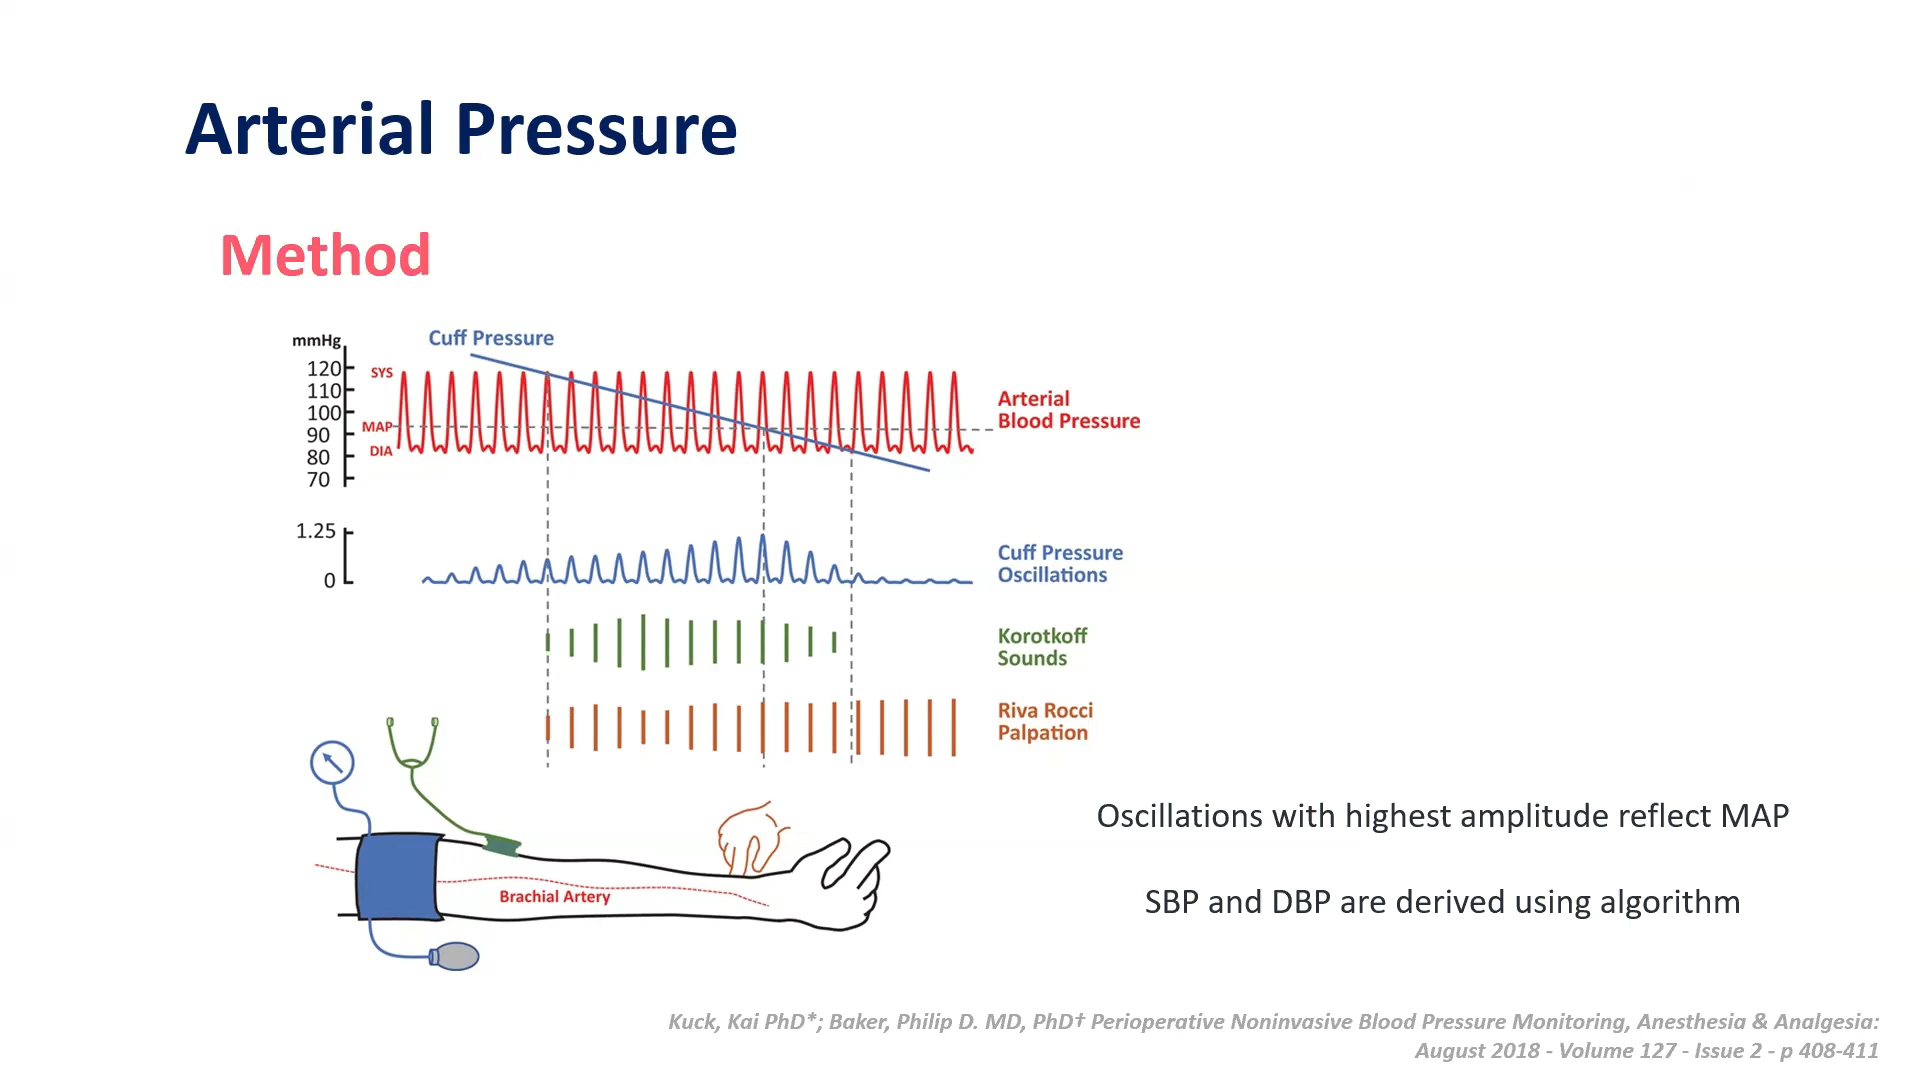 Arterial Pressure
Method
mmHg
Cuff Pressure
120
110
100
90
80
70
SYS
MAP
DIA
Arterial
Blood Pressure
1.25
0
Cuff Pressure
Oscillations
Korotkoff
Sounds
Riva Rocci
Palpation
Brachial Artery
Oscillations with highest amplitude reflect MAP
SBP and DBP are derived using algorithm
Kuck, Kai PhD*; Baker, Philip D. MD, PhD† Perioperative Noninvasive Blood Pressure Monitoring, Anesthesia & Analgesia:
August 2018 - Volume 127 - Issue 2 - p 408-411